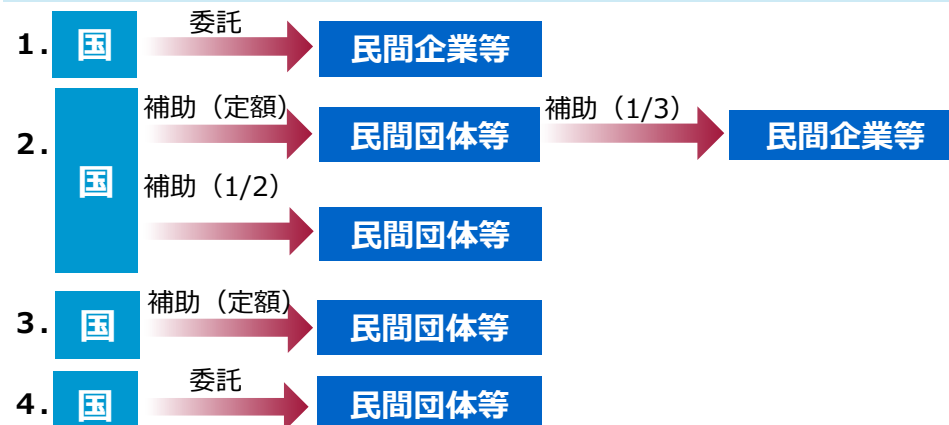 1.
国
委託
民間企業等
2.
国
補助（定額）
民間団体等
補助（1/3）
民間企業等
補助（1/2）
民間団体等
3.
国
補助（定額）
民間団体等
4.
国
委託
民間団体等